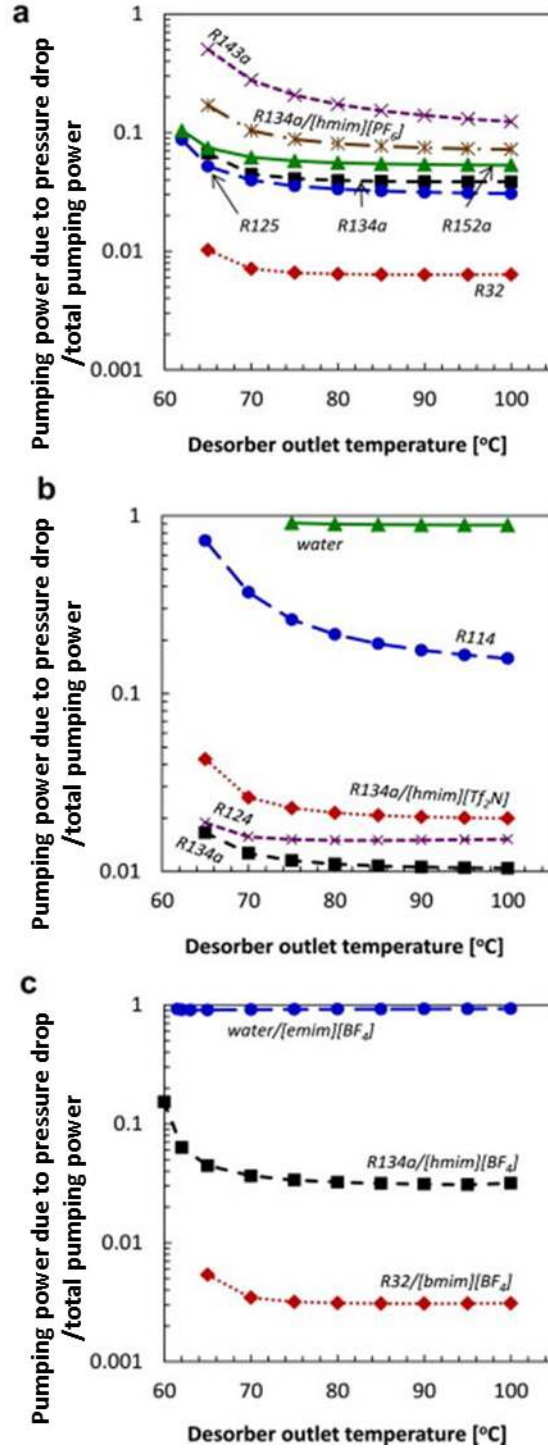 a
Pumping power due to pressure drop
/total pumping power
1
0.1
0.01
0.001
R143a
R134a/[hmim][PF6]
R125
R134a
R152a
R32
60
70
80
90
100
Desorber outlet temperature [°C]
b
Pumping power due to pressure drop
/total pumping power
1
0.1
0.01
water
R114
R134a/[hmim][Tf2N]
R124
R134a
60
70
80
90
100
Desorber outlet temperature [°C]
c
Pumping power due to pressure drop
/total pumping power
1
0.1
0.01
0.001
water/[emim][BF4]
R134a/[hmim][BF4]
R32/[bmim][BF4]
60
70
80
90
100
Desorber outlet temperature [°C]